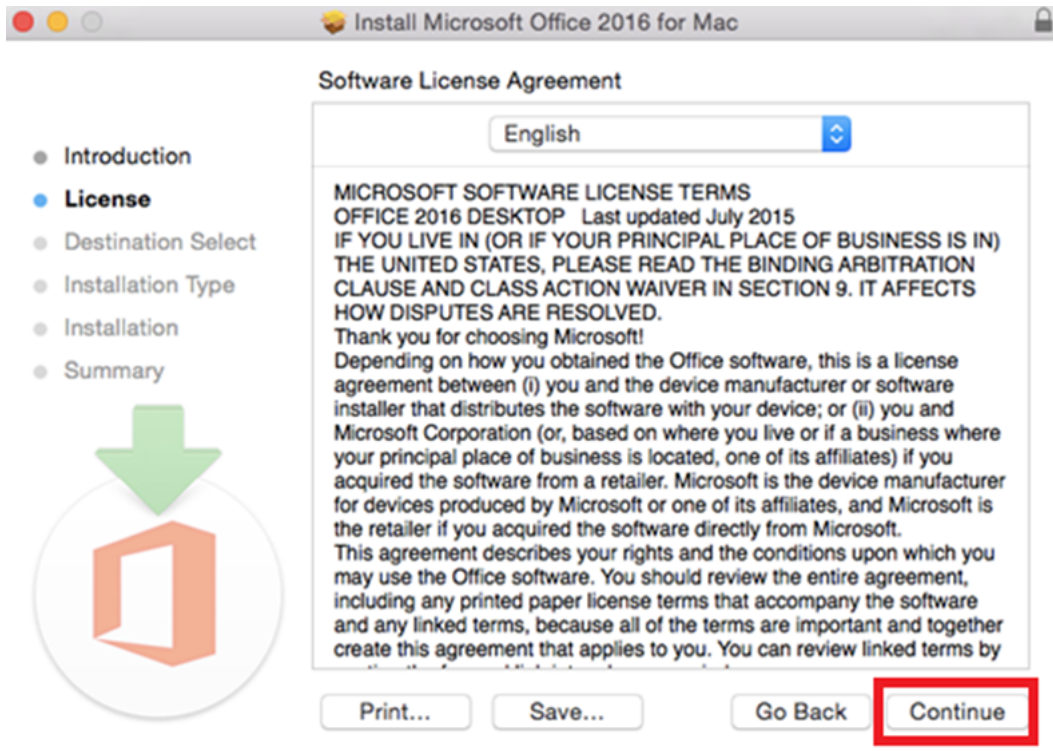 Install Microsoft Office 2016 for Mac
Software License Agreement
English
Introduction
License
Destination Select
Installation Type
Installation
Summary
MICROSOFT SOFTWARE LICENSE TERMS
OFFICE 2016 DESKTOP   Last updated July 2015
IF YOU LIVE IN (OR IF YOUR PRINCIPAL PLACE OF BUSINESS IS IN)
THE UNITED STATES, PLEASE READ THE BINDING ARBITRATION
CLAUSE AND CLASS ACTION WAIVER IN SECTION 9. IT AFFECTS
HOW DISPUTES ARE RESOLVED.
Thank you for choosing Microsoft!
Depending on how you obtained the Office software, this is a license
agreement between (i) you and the device manufacturer or software
installer that distributes the software with your device; or (ii) you and
Microsoft Corporation (or, based on where you live or if a business where
your principal place of business is located, one of its affiliates) if you
acquired the software from a retailer. Microsoft is the device manufacturer
for devices produced by Microsoft or one of its affiliates, and Microsoft is
the retailer if you acquired the software directly from Microsoft.
This agreement describes your rights and the conditions upon which you
may use the Office software. You should review the entire agreement,
including any printed paper license terms that accompany the software
and any linked terms, because all of the terms are important and together
create this agreement that applies to you. You can review linked terms by
Print...
Save...
Go Back
Continue